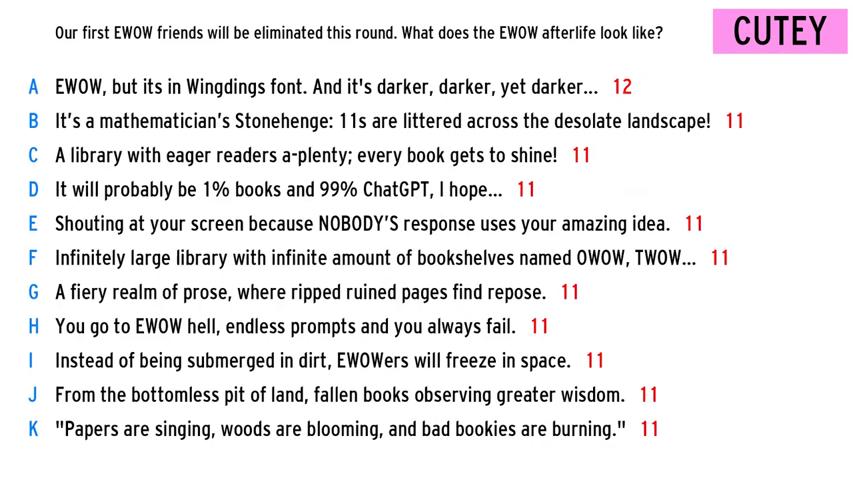 Our first EWOW friends will be eliminated this round. What does the EWOW afterlife look like?
CUTEY
A EWOW, but its in Wingdings font. And it's darker, darker, yet darker... 12
B It's a mathematician's Stonehenge: 11s are littered across the desolate landscape! 11
C A library with eager readers a-plenty; every book gets to shine! 11
D It will probably be 1% books and 99% ChatGPT, I hope... 11
E Shouting at your screen because NOBODY'S response uses your amazing idea. 11
F Infinitely large library with infinite amount of bookshelves named OWOW, TWOW... 11
G A fiery realm of prose, where ripped ruined pages find repose. 11
H You go to EWOW hell, endless prompts and you always fail. 11
I Instead of being submerged in dirt, EWOWers will freeze in space. 11
J From the bottomless pit of land, fallen books observing greater wisdom. 11
K "Papers are singing, woods are blooming, and bad bookies are burning." 11